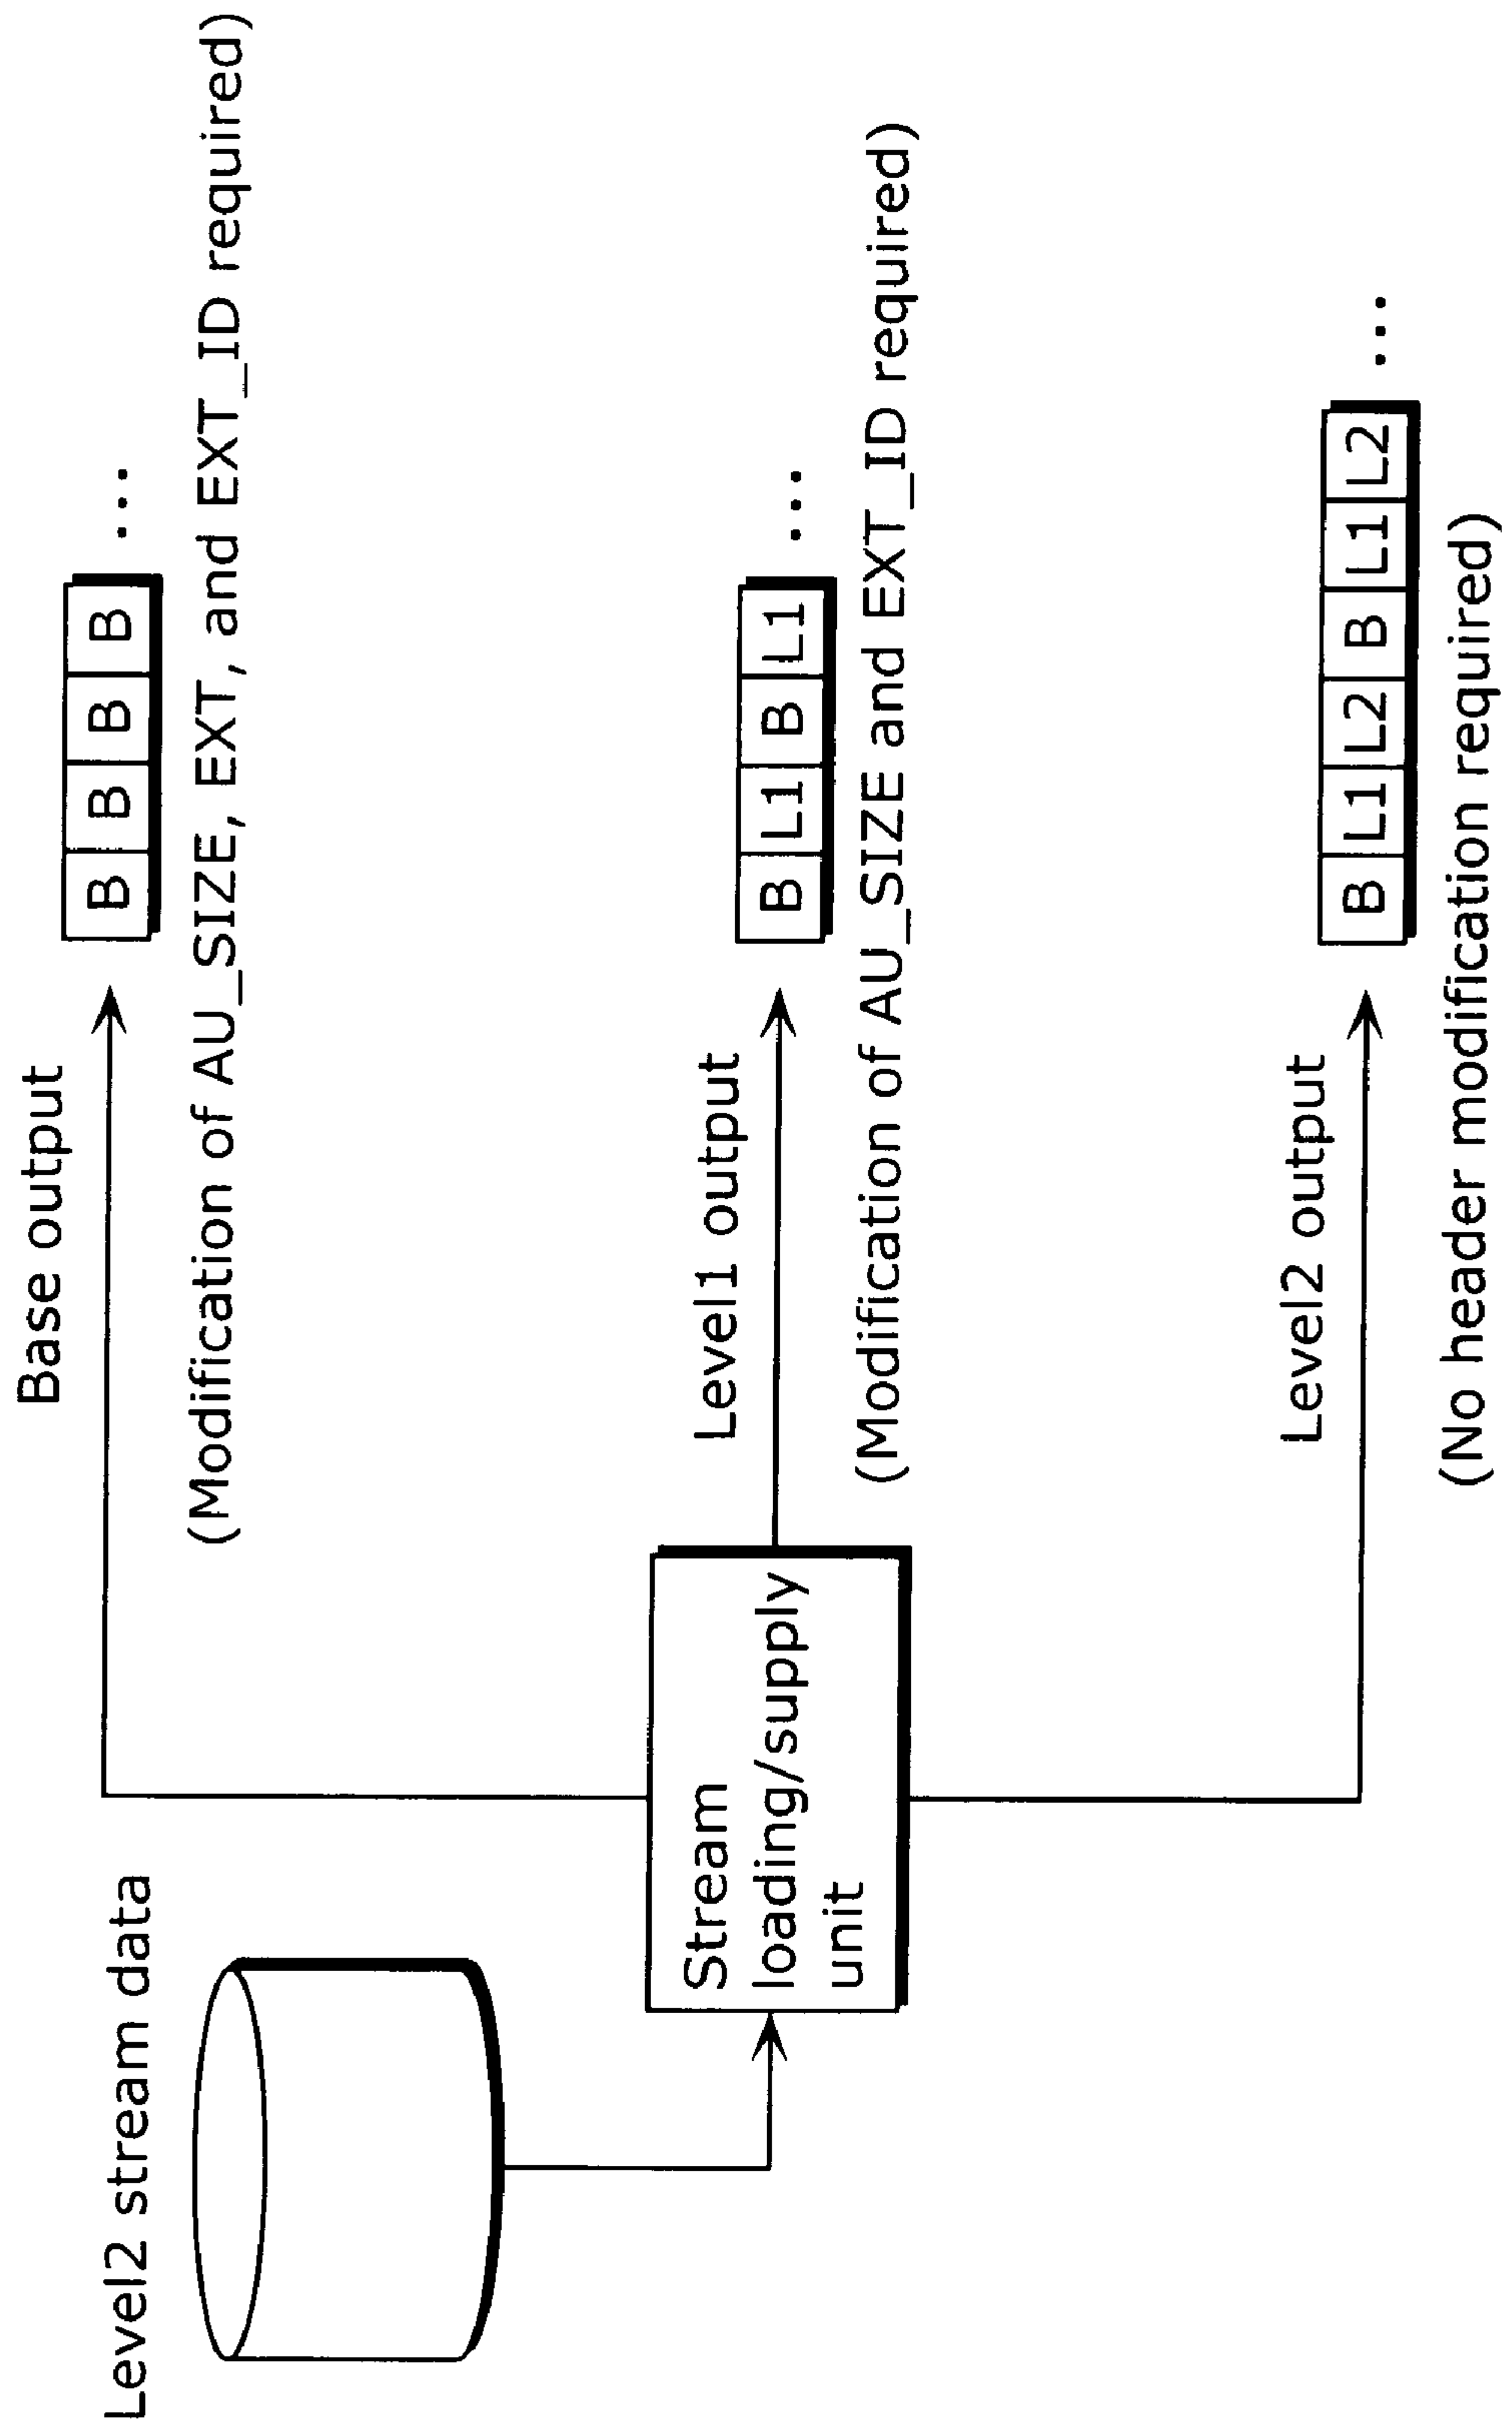 Level2 stream data
Stream
loading/supply
unit
Base output
B B B B ...
(Modification of AU_SIZE, EXT, and EXT_ID required)
Level1 output
B L1 B L1 ...
(Modification of AU_SIZE and EXT_ID required)
Level2 output
B L1 L2 B L1 L2 ...
(No header modification required)